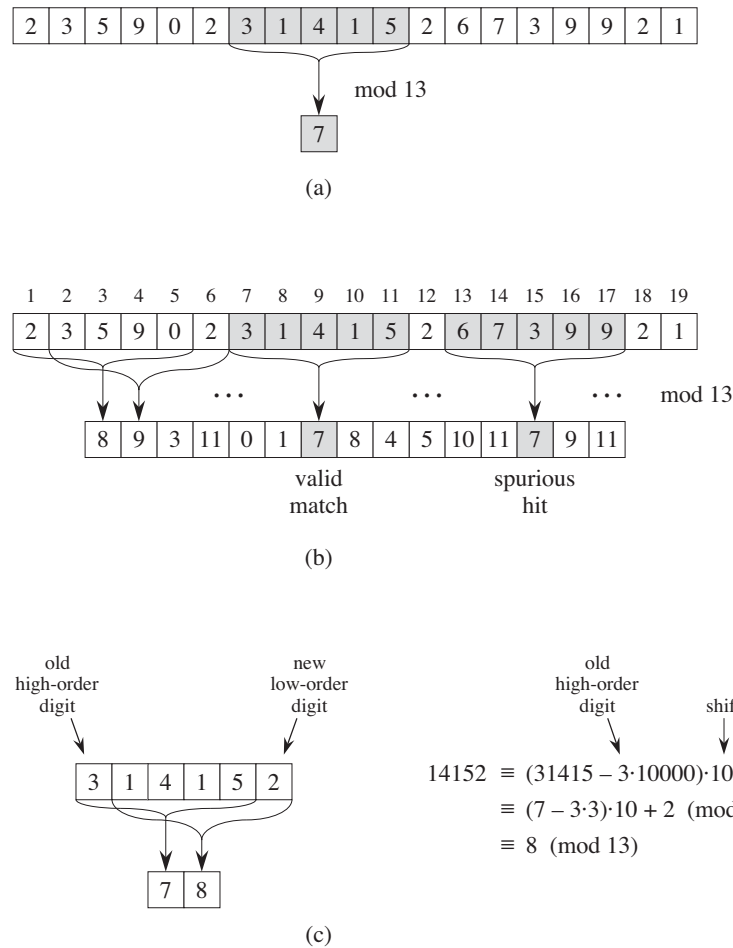 2 3 5 9 0 2 3 1 4 1 5 2 6 7 3 9 9 2 1
mod 13
7
(a)
1 2 3 4 5 6 7 8 9 10 11 12 13 14 15 16 17 18 19
2 3 5 9 0 2 3 1 4 1 5 2 6 7 3 9 9 2 1
… … … mod 13
8 9 3 11 0 1 7 8 4 5 10 11 7 9 11
valid
match
spurious
hit
(b)
old
high-order
digit
new
low-order
digit
3 1 4 1 5 2
7 8
old
high-order
digit
shif
14152 ≡ (31415 – 3·10000)·10
≡ (7 – 3·3)·10 + 2 (mod
≡ 8 (mod 13)
(c)